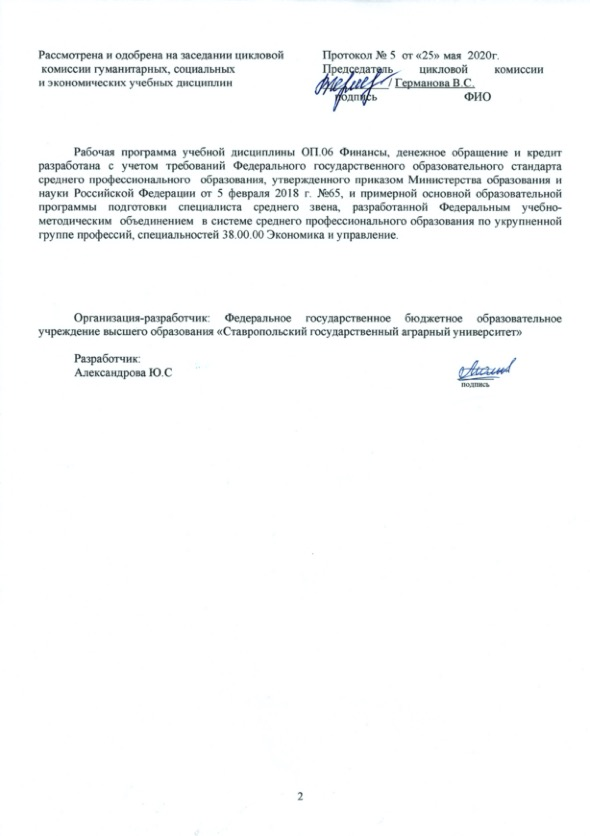 Рассмотрена и одобрена на заседании цикловой
комиссии гуманитарных, социальных
и экономических учебных дисциплин
Протокол № 5 от «25» мая 2020г.
Председатель цикловой комиссии
/ Германова В.С.
подпись ФИО
Рабочая программа учебной дисциплины ОП.06 Финансы, денежное обращение и кредит
разработана с учетом требований Федерального государственного образовательного стандарта
среднего профессионального образования, утвержденного приказом Министерства образования и
науки Российской Федерации от 5 февраля 2018 г. №65, и примерной основной образовательной
программы подготовки специалиста среднего звена, разработанной Федеральным учебно-
методическим объединением в системе среднего профессионального образования по укрупненной
группе профессий, специальностей 38.00.00 Экономика и управление.
Организация-разработчик: Федеральное государственное бюджетное образовательное
учреждение высшего образования «Ставропольский государственный аграрный университет»
Разработчик:
Александрова Ю.С
подпись
2